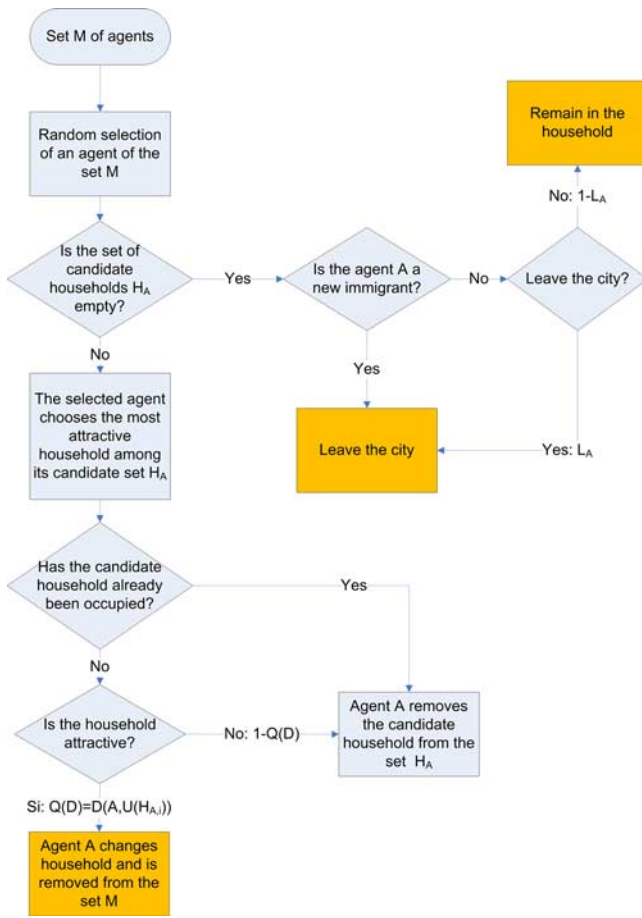 Set M of agents
Random selection
of an agent of the
set M
Remain in the
household
No: 1-LA
Is the set of
candidate
households HA
empty?
Yes
Is the agent A a
new immigrant?
No
Leave the city?
No
Yes
The selected agent
chooses the most
attractive
household among
its candidate set HA
Leave the city
Yes: LA
Has the candidate
household already
been occupied?
Yes
No
Is the household
attractive?
No: 1-Q(D)
Agent A removes
the candidate
household from the
set HA
Si: Q(D)=D(A,U(HA,i))
Agent A changes
household and is
removed from the
set M